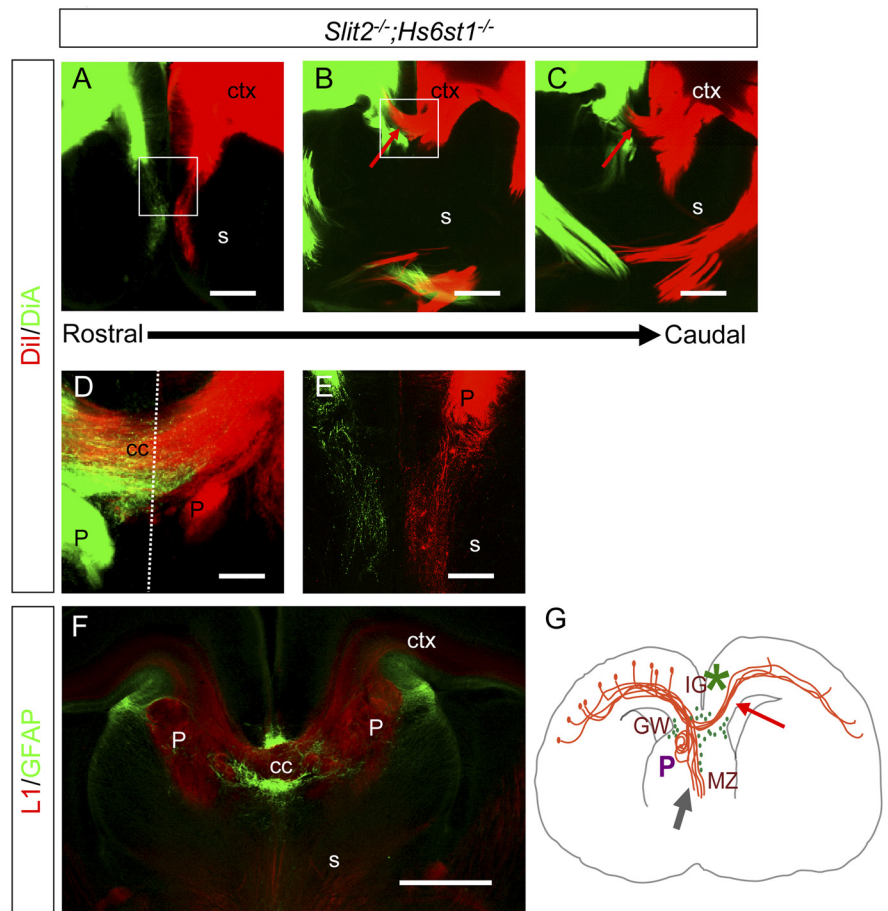 Slit2-/-;Hs6st1-/-
DiI/DiA
A
ctx
s
B
ctx
s
C
ctx
s
Rostral
Caudal
D
cc
P
P
E
P
s
L1/GFAP
F
ctx
P
P
cc
s
G
IG
*
GW
P
MZ